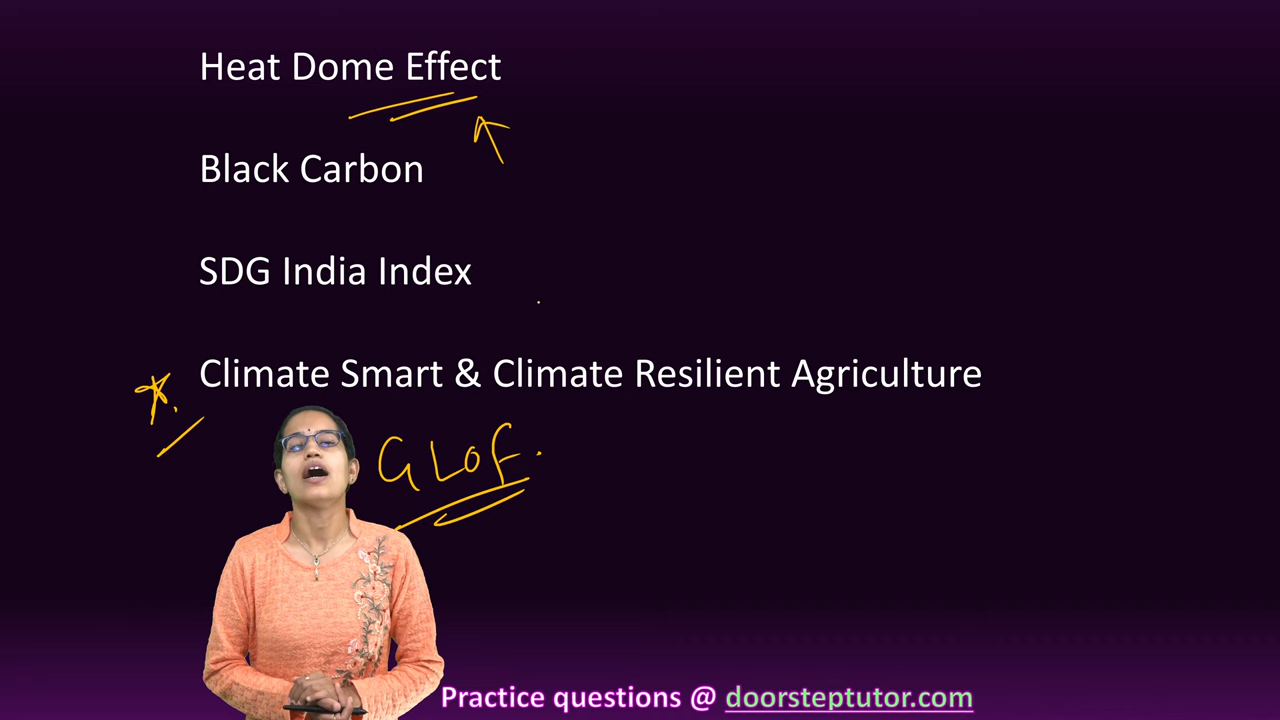 Heat Dome Effect
Black Carbon
SDG India Index
Climate Smart & Climate Resilient Agriculture
GLoF.
Practice questions @ doorsteptutor.com